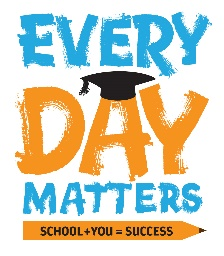 EVERY
DAY
MATTERS
SCHOOL+YOU = SUCCESS